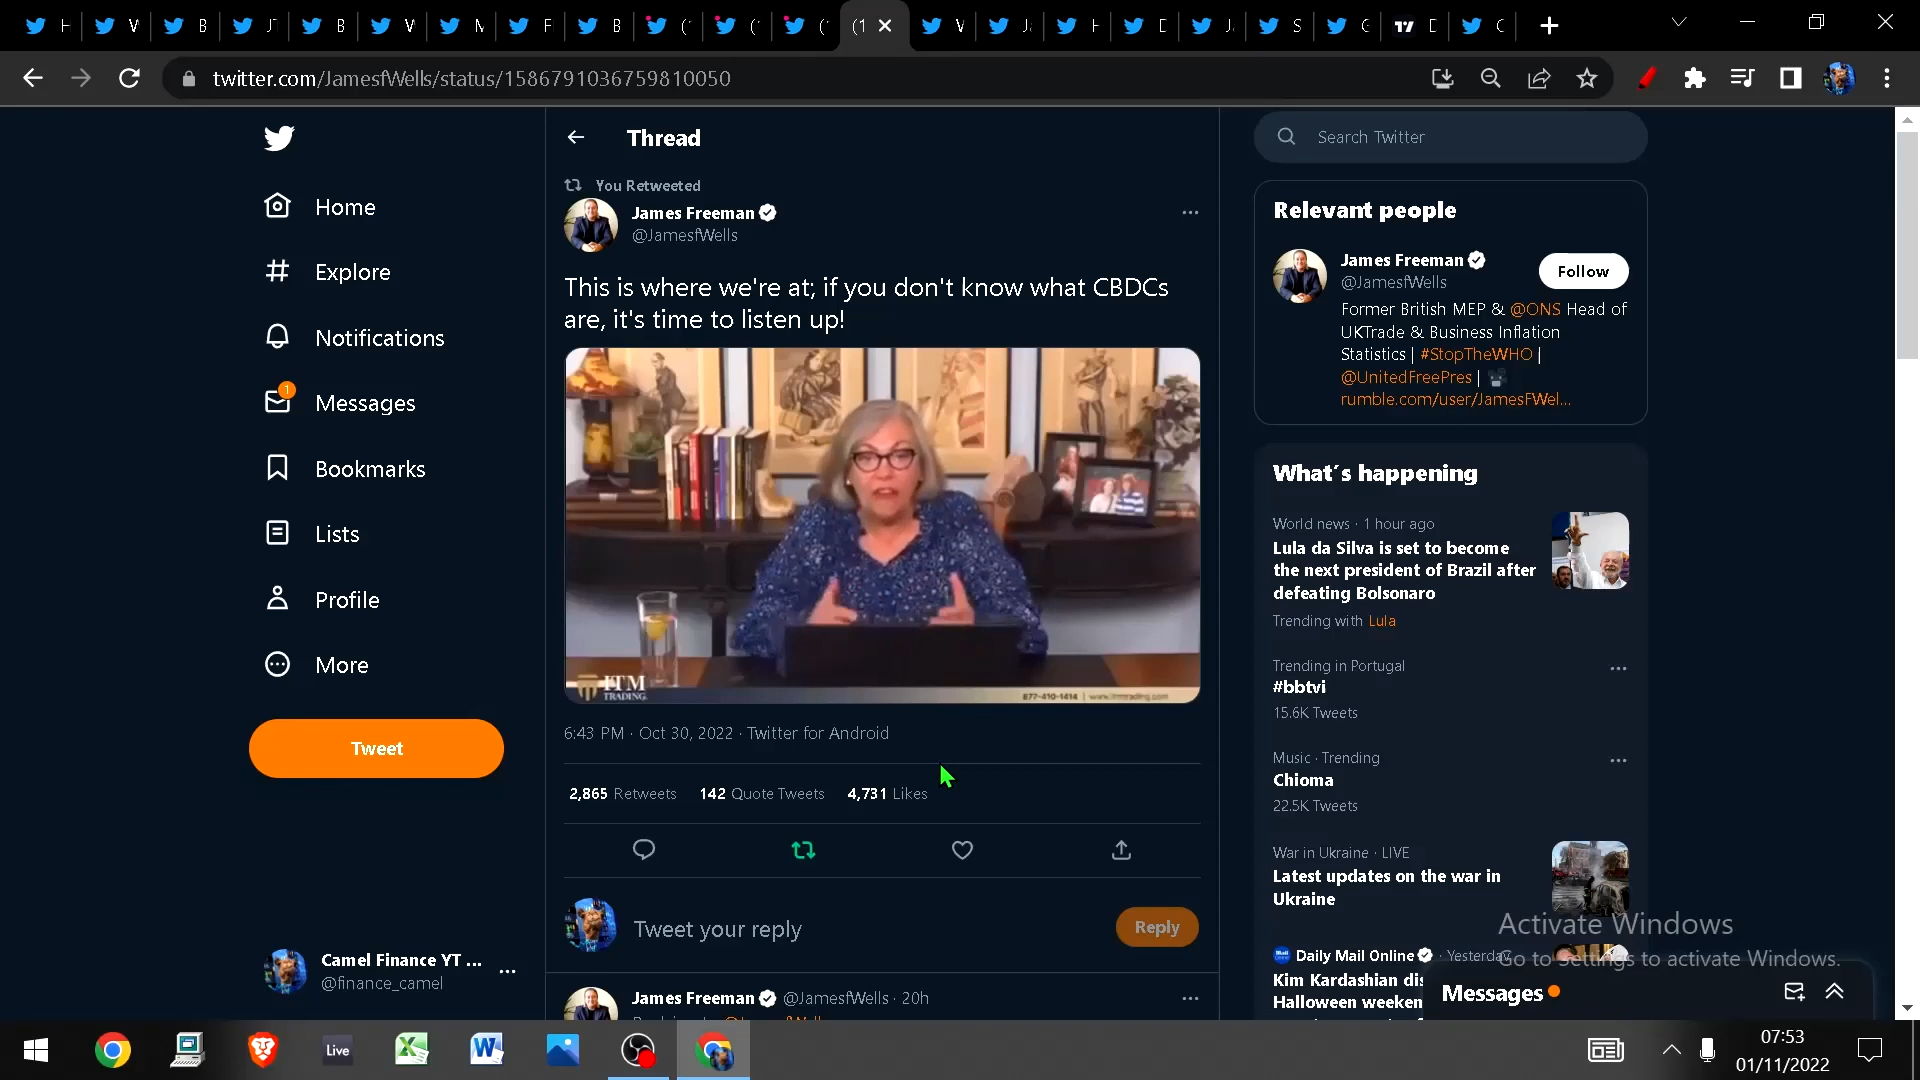 twitter.com/JamesfWells/status/1586791036759810050
Home
Explore
Notifications
1
Messages
Bookmarks
Lists
Profile
More
Tweet
Camel Finance YT ...
@finance_camel
Thread
You Retweeted
James Freeman
@JamesfWells
This is where we're at; if you don't know what CBDCs
are, it's time to listen up!
ITM
TRADING
877-410-1414 | www.itmtrading.com
6:43 PM · Oct 30, 2022 · Twitter for Android
2,865 Retweets 142 Quote Tweets 4,731 Likes
Tweet your reply
Reply
James Freeman @JamesfWells · 20h
Search Twitter
Relevant people
James Freeman
@JamesfWells
Follow
Former British MEP & @ONS Head of
UKTrade & Business Inflation
Statistics | #StopTheWHO |
@UnitedFreePres |
rumble.com/user/JamesFWel...
What's happening
World news · 1 hour ago
Lula da Silva is set to become
the next president of Brazil after
defeating Bolsonaro
Trending with Lula
Trending in Portugal
#bbtvi
15.6K Tweets
Music · Trending
Chioma
22.5K Tweets
War in Ukraine · LIVE
Latest updates on the war in
Ukraine
Activate Windows
Go to Settings to activate Windows.
Daily Mail Online · Yesterday
Kim Kardashian
Halloween
Messages
Live
07:53
01/11/2022